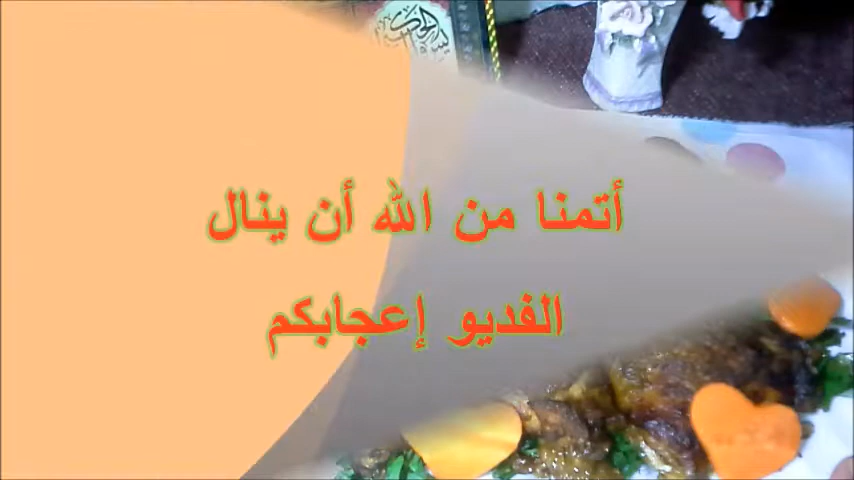 أتمنا من الله أن ينال
الفديو إعجابكم